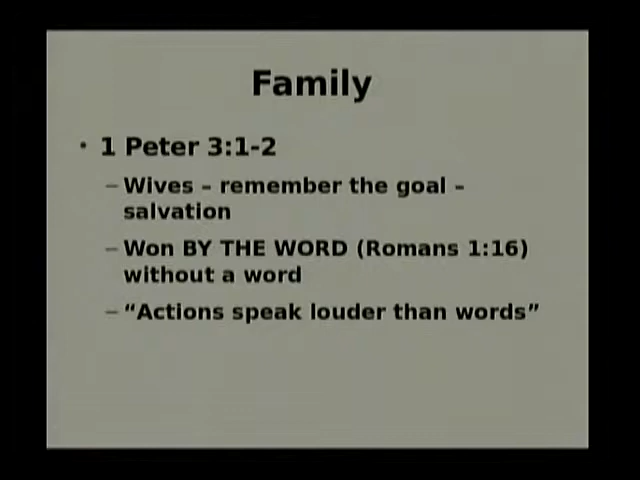 Family
• 1 Peter 3:1-2
– Wives – remember the goal –
salvation
– Won BY THE WORD (Romans 1:16)
without a word
– “Actions speak louder than words”